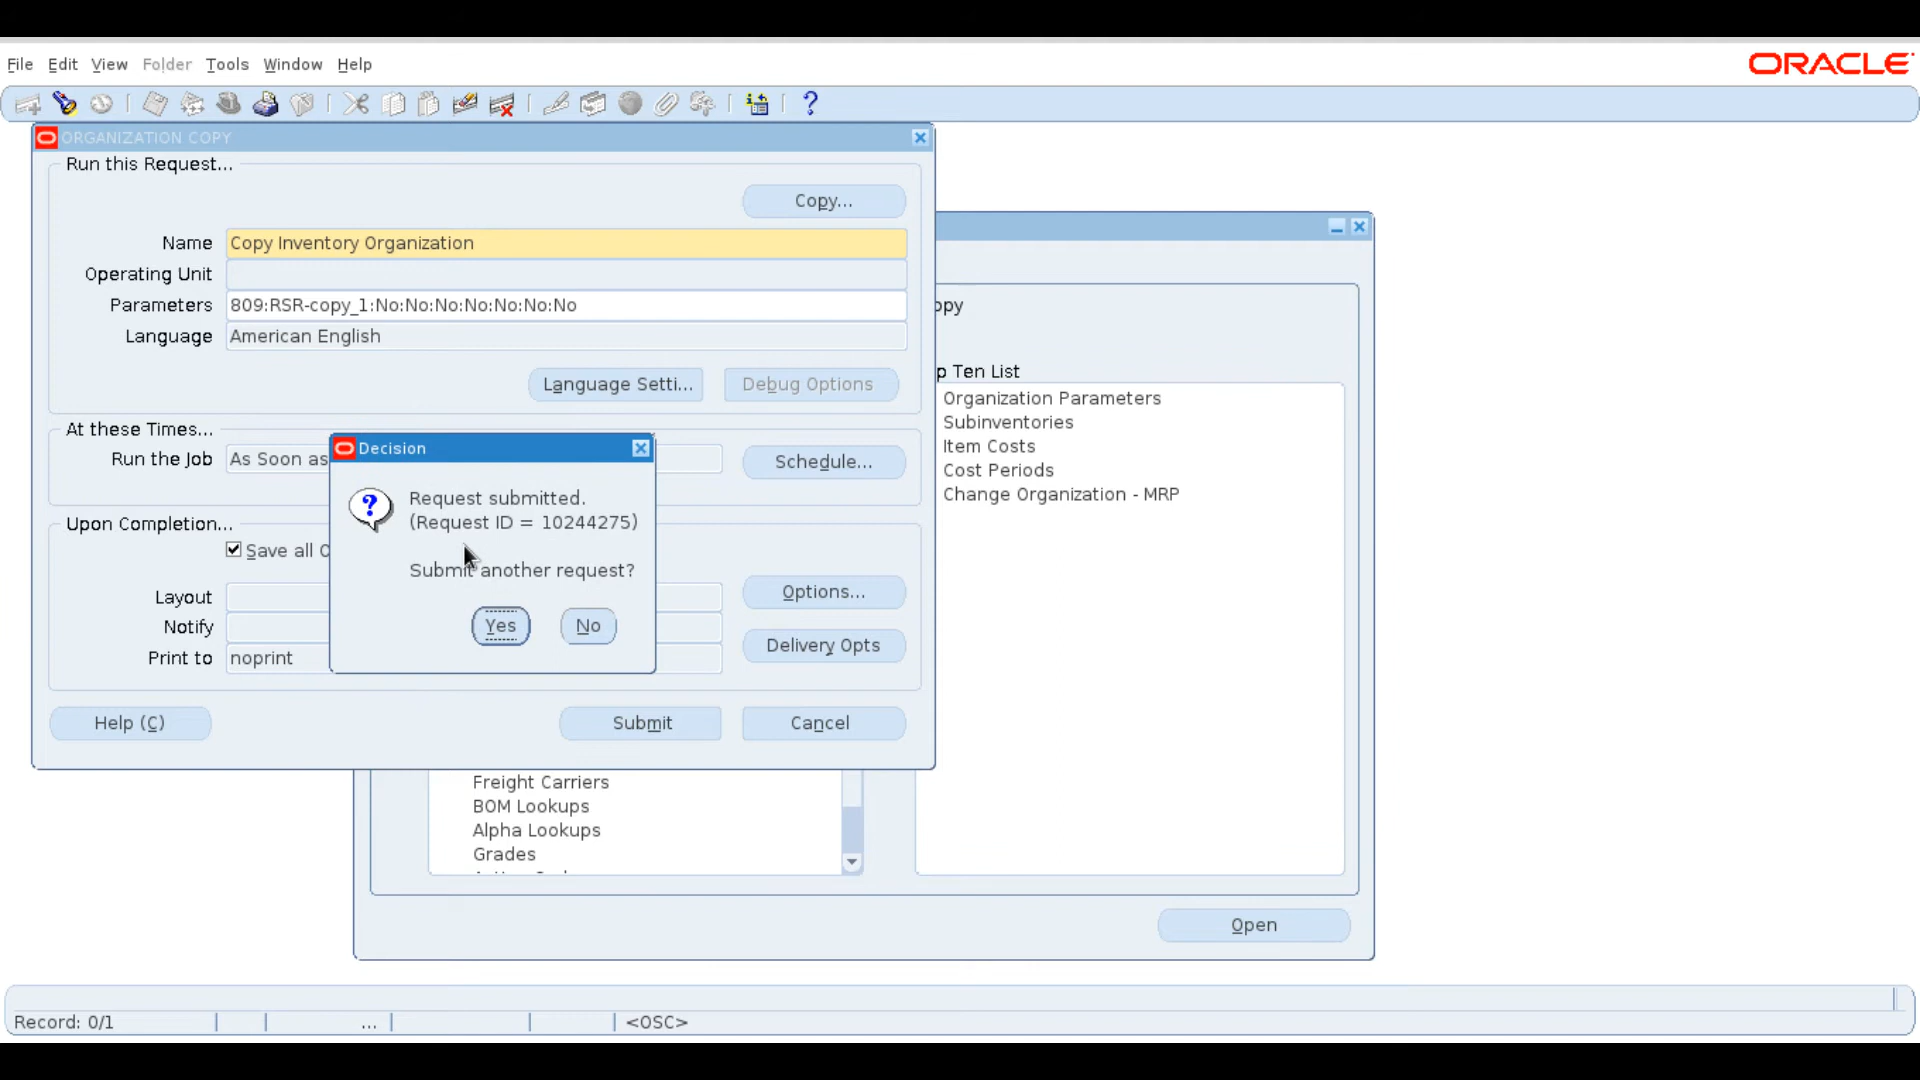 File Edit View Folder Tools Window Help
ORACLE
ORGANIZATION COPY
Run this Request...
Copy...
Name Copy Inventory Organization
Operating Unit
Parameters 809:RSR-copy_1:No:No:No:No:No:No:No
Language American English
Language Setti... Debug Options
At these Times...
Run the Job As Soon as
Schedule...
Upon Completion...
Save all O
Layout
Notify
Print to noprint
Options...
Delivery Opts
Help (C) Submit Cancel
Decision
Request submitted.
(Request ID = 10244275)
Submit another request?
Yes No
opy
p Ten List
Organization Parameters
Subinventories
Item Costs
Cost Periods
Change Organization - MRP
Freight Carriers
BOM Lookups
Alpha Lookups
Grades
Open
Record: 0/1 ... <OSC>